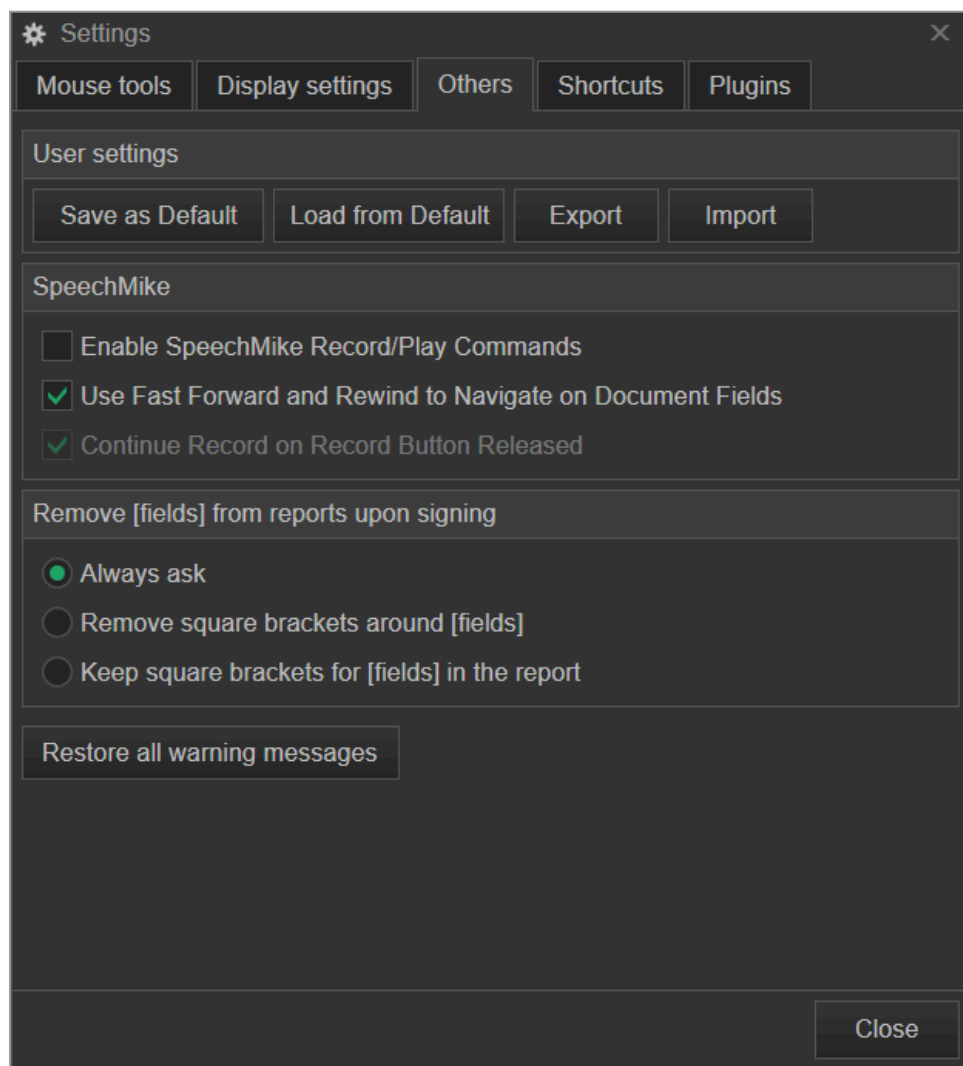 Settings
Mouse tools Display settings Others Shortcuts Plugins
User settings
Save as Default Load from Default Export Import
SpeechMike
Enable SpeechMike Record/Play Commands
Use Fast Forward and Rewind to Navigate on Document Fields
Continue Record on Record Button Released
Remove [fields] from reports upon signing
Always ask
Remove square brackets around [fields]
Keep square brackets for [fields] in the report
Restore all warning messages
Close